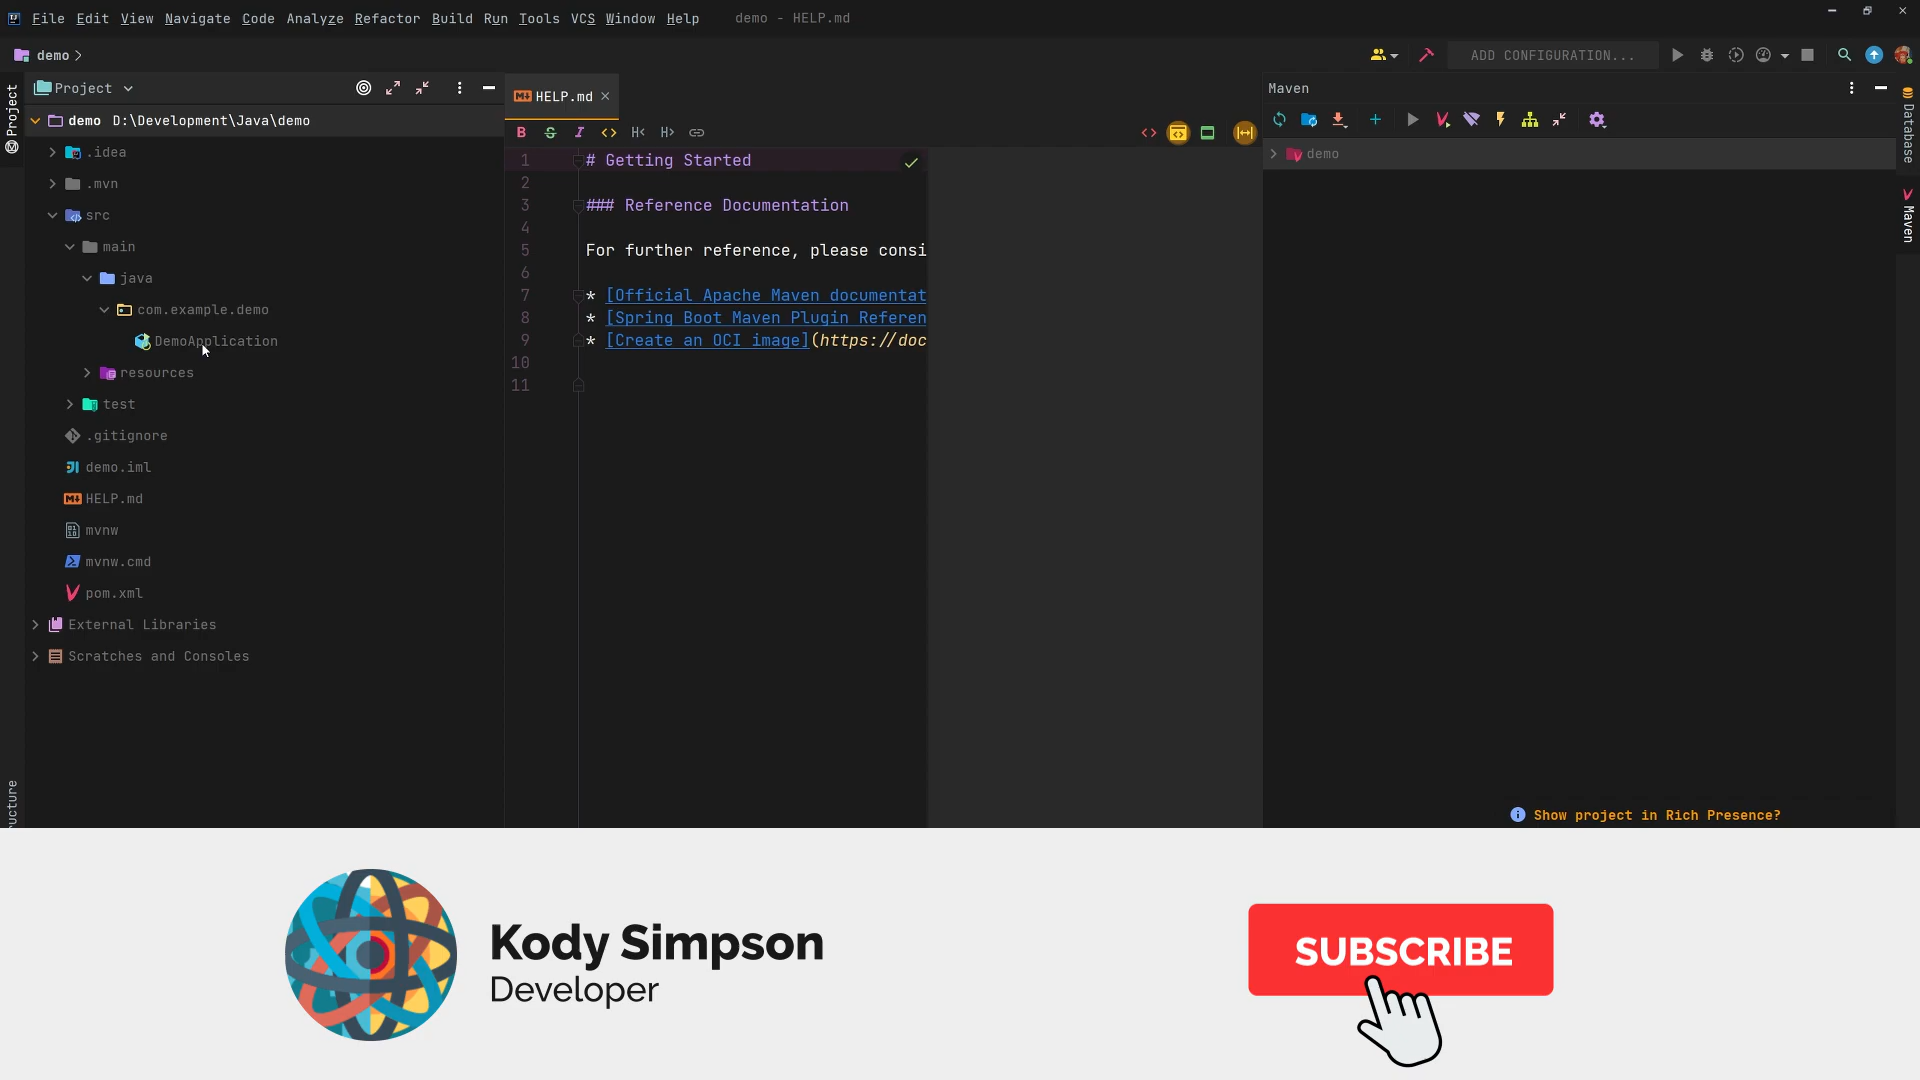 File Edit View Navigate Code Analyze Refactor Build Run Tools VCS Window Help demo - HELP.md
demo
ADD CONFIGURATION...
Project
Project
demo D:\Development\Java\demo
.idea
.mvn
src
main
java
com.example.demo
DemoApplication
resources
test
.gitignore
demo.iml
HELP.md
mvnw
mvnw.cmd
pom.xml
External Libraries
Scratches and Consoles
HELP.md
B S I <> H< H>
1 # Getting Started
2
3 ### Reference Documentation
4
5 For further reference, please consi
6
7 * [Official Apache Maven documentat
8 * [Spring Boot Maven Plugin Referen
9 * [Create an OCI image](https://doc
10
11
Maven
demo
Database
Maven
ucture
Show project in Rich Presence?
Kody Simpson
Developer
SUBSCRIBE